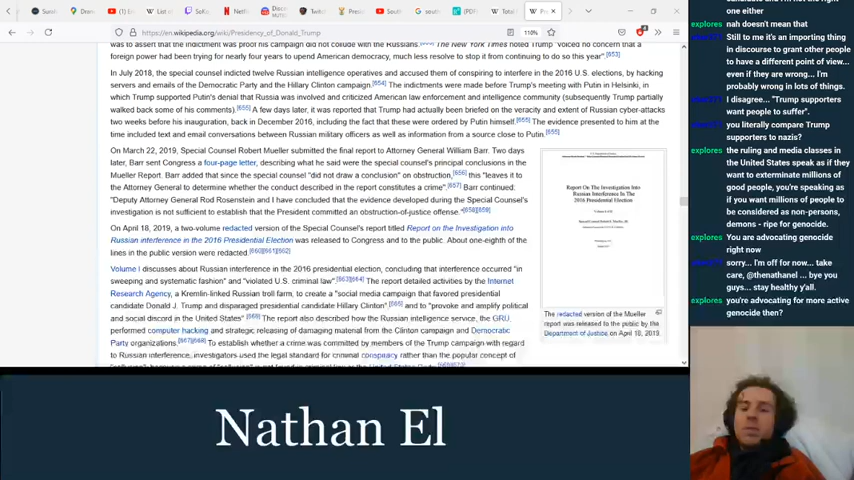 Netfli
Twitc
Presi
South
(PDF)
Total
https://en.wikipedia.org/wiki/Presidency_of_Donald_Trump
110%
was to assert that the indictment was proof his campaign did not collude with the Russians. The New York Times noted Trump "voiced no concern that a
foreign power had been trying for nearly four years to upend American democracy, much less resolve to stop it from continuing to do so this year" [653]
In July 2018, the special counsel indicted twelve Russian intelligence operatives and accused them of conspiring to interfere in the 2016 U.S. elections, by hacking
servers and emails of the Democratic Party and the Hillary Clinton campaign.[654] The indictments were made before Trump's meeting with Putin in Helsinki, in
which Trump supported Putin's denial that Russia was involved and criticized American law enforcement and intelligence community (subsequently Trump partially
walked back some of his comments).[655] A few days later, it was reported that Trump had actually been briefed on the veracity and extent of Russian cyber-attacks
two weeks before his inauguration, back in December 2016, including the fact that these were ordered by Putin himself.[655] The evidence presented to him at the
time included text and email conversations between Russian military officers as well as information from a source close to Putin.[655]
On March 22, 2019, Special Counsel Robert Mueller submitted the final report to Attorney General William Barr. Two days
later, Barr sent Congress a four-page letter, describing what he said were the special counsel's principal conclusions in the
Mueller Report. Barr added that since the special counsel "did not draw a conclusion" on obstruction,[656] this "leaves it to
the Attorney General to determine whether the conduct described in the report constitutes a crime".[657] Barr continued:
"Deputy Attorney General Rod Rosenstein and I have concluded that the evidence developed during the Special Counsel's
investigation is not sufficient to establish that the President committed an obstruction-of-justice offense."[658][659]
On April 18, 2019, a two-volume redacted version of the Special Counsel's report titled Report on the Investigation into
Russian Interference in the 2016 Presidential Election was released to Congress and to the public. About one-eighth of the
lines in the public version were redacted.[660][661][662]
Volume I discusses about Russian interference in the 2016 presidential election, concluding that interference occurred "in
sweeping and systematic fashion" and "violated U.S. criminal law".[663][664] The report detailed activities by the Internet
Research Agency, a Kremlin-linked Russian troll farm, to create a "social media campaign that favored presidential
candidate Donald J. Trump and disparaged presidential candidate Hillary Clinton",[665] and to "provoke and amplify political
and social discord in the United States".[666] The report also described how the Russian intelligence service, the GRU,
performed computer hacking and strategic releasing of damaging material from the Clinton campaign and Democratic
Party organizations.[667][668] To establish whether a crime was committed by members of the Trump campaign with regard
to Russian interference, investigators used the legal standard for criminal conspiracy rather than the popular concept of
Report On The Investigation Into
Russian Interference In The
2016 Presidential Election
The redacted version of the Mueller
report was released to the public by the
Department of Justice on April 18, 2019.
one either
explores nah doesn't mean that
Still to me it's an importing thing
in discourse to grant other people
to have a different point of view...
even if they are wrong... I'm
probably wrong in lots of things.
I disagree... "Trump supporters
want people to suffer".
you literally compare Trump
supporters to nazis?
explores the ruling and media classes
in the United States speak as if they
want to exterminate millions of
good people, you're speaking as
if you want millions of people to
be considered as non-persons,
demons - ripe for genocide.
explores You are advocating genocide
right now
sorry... I'm off for now... take
care, @thenathanel ... bye you
guys... stay healthy y'all.
explores you're advocating for more active
genocide then?
Nathan El